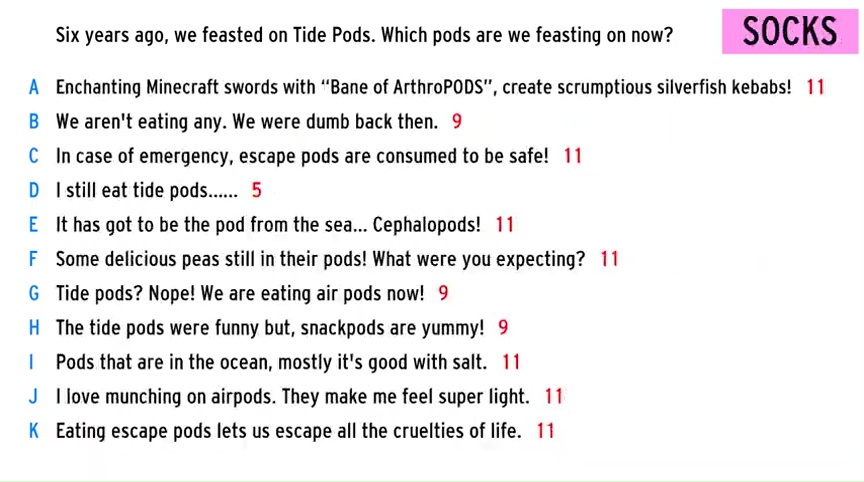 SOCKS
Six years ago, we feasted on Tide Pods. Which pods are we feasting on now?
A Enchanting Minecraft swords with “Bane of ArthroPODS”, create scrumptious silverfish kebabs! 11
B We aren't eating any. We were dumb back then. 9
C In case of emergency, escape pods are consumed to be safe! 11
D I still eat tide pods...... 5
E It has got to be the pod from the sea... Cephalopods! 11
F Some delicious peas still in their pods! What were you expecting? 11
G Tide pods? Nope! We are eating air pods now! 9
H The tide pods were funny but, snackpods are yummy! 9
I Pods that are in the ocean, mostly it's good with salt. 11
J I love munching on airpods. They make me feel super light. 11
K Eating escape pods lets us escape all the cruelties of life. 11